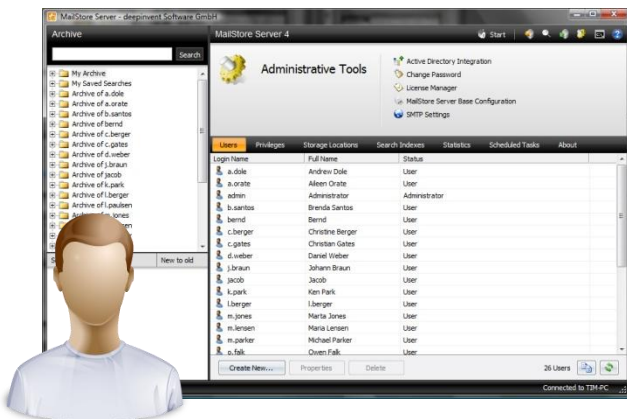 MailStore Server - deepinvent Software GmbH
Archive
MailStore Server 4
Start
Search
Administrative Tools
Active Directory Integration
Change Password
License Manager
MailStore Server Base Configuration
SMTP Settings
My Archive
My Saved Searches
Archive of a.dole
Archive of a.orate
Archive of b.santos
Archive of bernd
Archive of c.berger
Archive of c.gates
Archive of d.weber
Archive of j.braun
Archive of jacob
Archive of k.park
Archive of l.berger
Archive of l.paulsen
Archive of m.jones
New to old
Users Privileges Storage Locations Search Indexes Statistics Scheduled Tasks About
Login Name Full Name Status
a.dole Andrew Dole User
a.orate Aileen Orate User
admin Administrator Administrator
b.santos Brenda Santos User
bernd Bernd User
c.berger Christine Berger User
c.gates Christian Gates User
d.weber Daniel Weber User
j.braun Johann Braun User
jacob Jacob User
k.park Ken Park User
l.berger l.berger User
m.jones Marta Jones User
m.lensen Maria Lensen User
m.parker Michael Parker User
o.falk Owen Falk User
Create New... Properties Delete 26 Users
Connected to TIM-PC